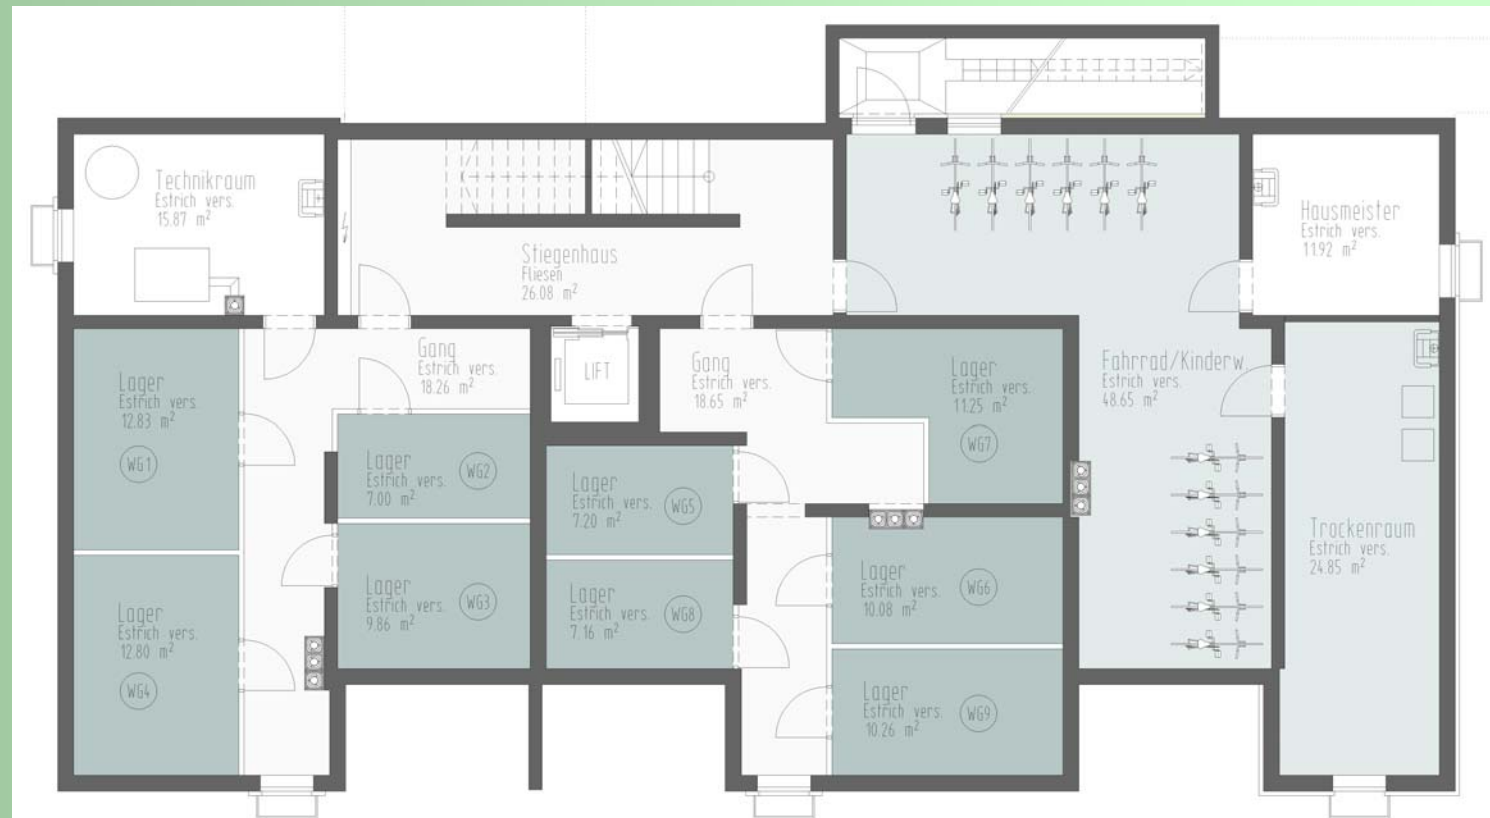 Technikraum
Estrich vers.
15.87 m²
Stiegenhaus
Fliesen
26.08 m²
Hausmeister
Estrich vers.
11.92 m²
Gang
Estrich vers.
18.26 m²
LIFT
Gang
Estrich vers.
18.65 m²
Lager
Estrich vers.
11.25 m²
WG7
Fahrrad/Kinderw.
Estrich vers.
48.65 m²
Lager
Estrich vers.
12.83 m²
WG1
Lager
Estrich vers.
7.00 m²
WG2
Lager
Estrich vers.
7.20 m²
WG5
Trockenraum
Estrich vers.
24.85 m²
Lager
Estrich vers.
9.86 m²
WG3
Lager
Estrich vers.
7.16 m²
WG8
Lager
Estrich vers.
10.08 m²
WG6
Lager
Estrich vers.
12.80 m²
WG4
Lager
Estrich vers.
10.26 m²
WG9